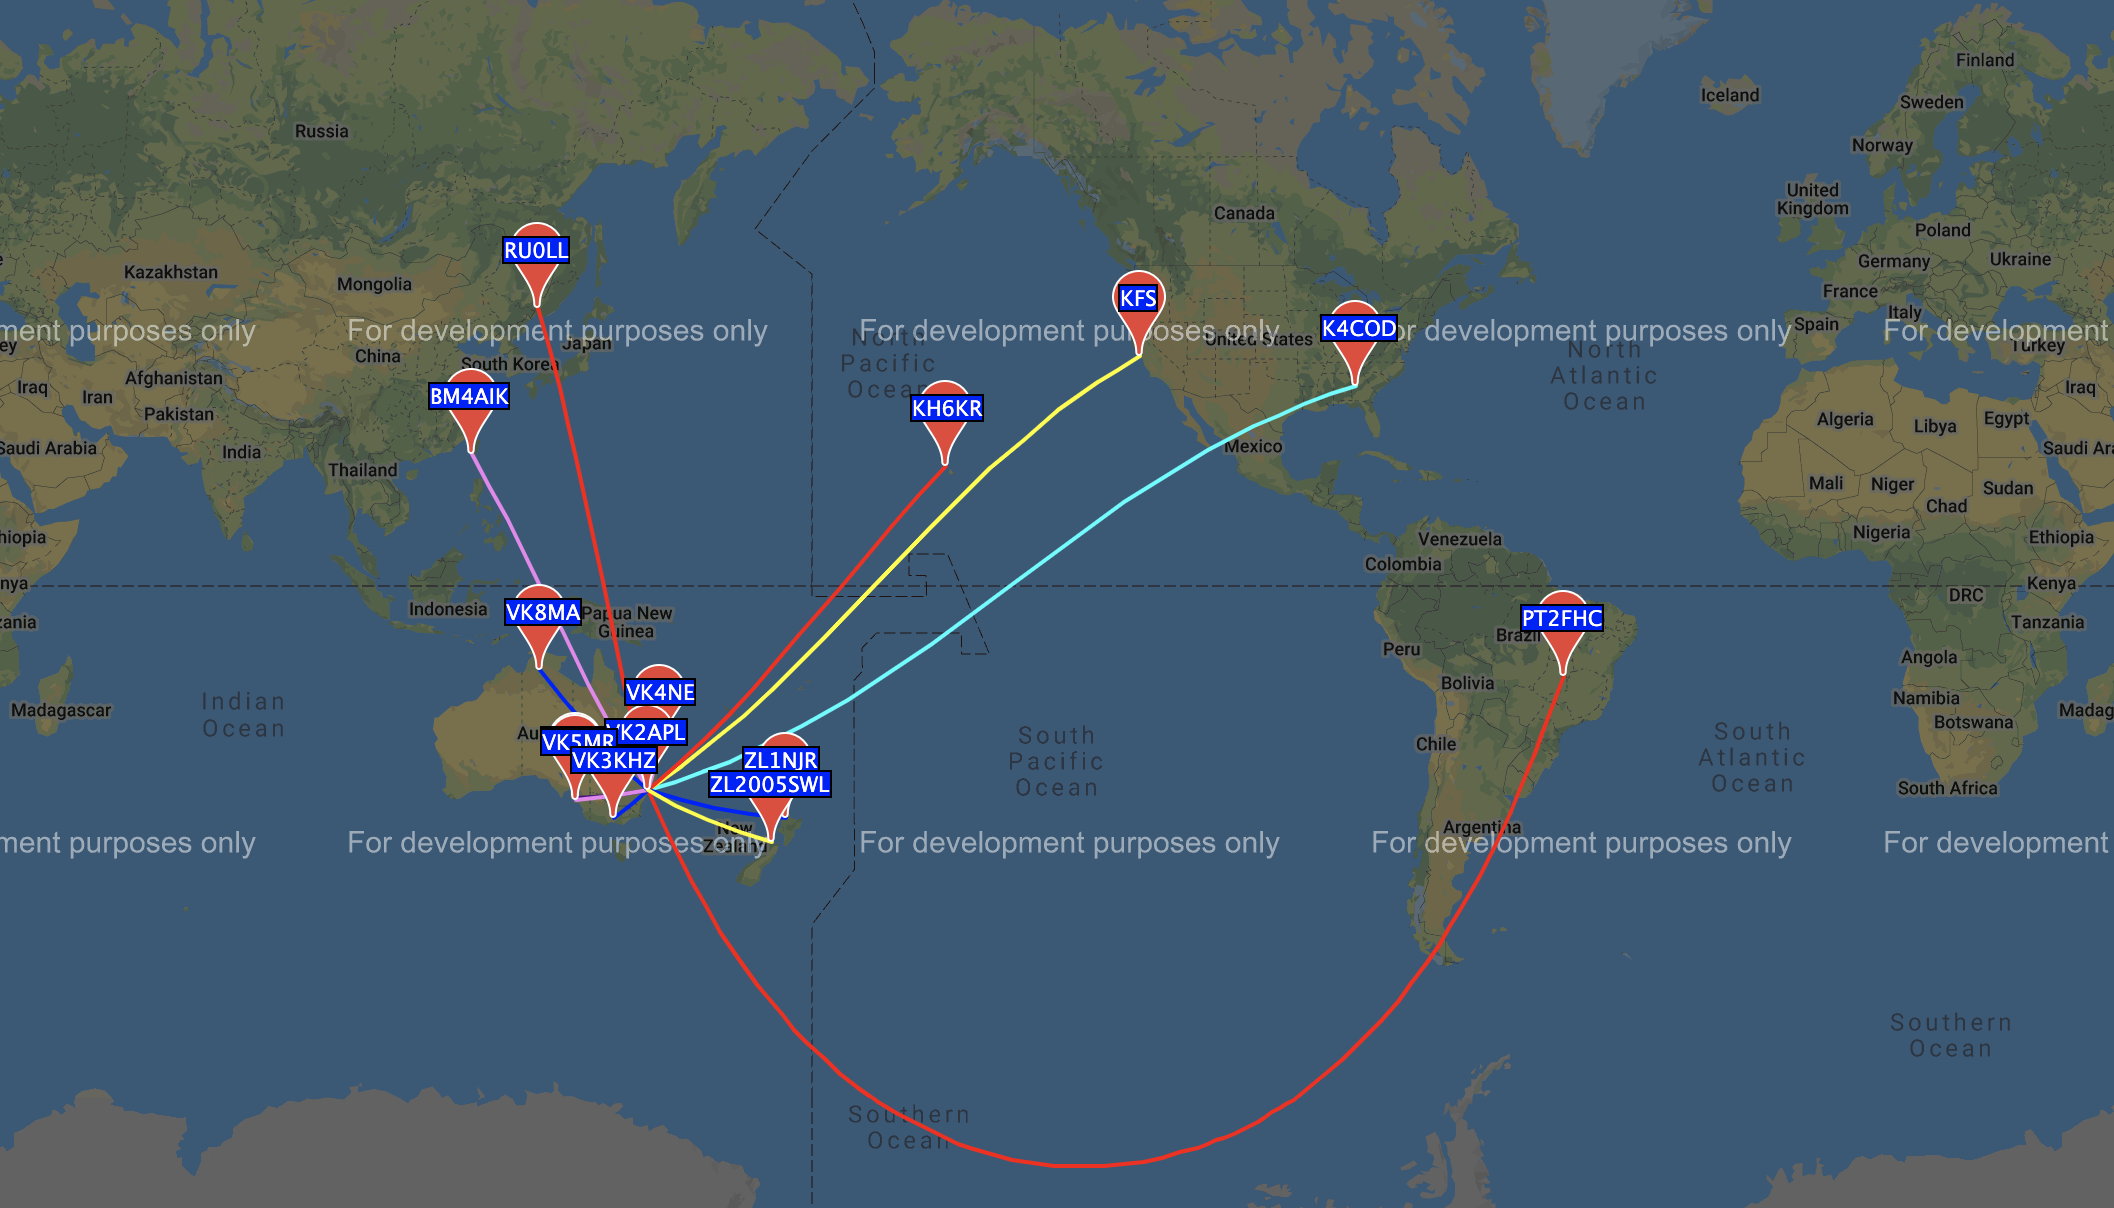 Finland
Iceland
Sweden
Russia
Norway
United
Kingdom
Canada
Poland
RU0LL
Ukraine
Germany
Kazakhstan
Mongolia
France
KFS
Italy
Spain
K4COD
ment purposes only
For development purposes only
For development purposes only
For development purposes only
For development
North
Pacific
Ocean
United States
Japan
Turkey
ey
China
South Korea
North
Atlantic
Ocean
Afghanistan
Iraq
Iran
Iraq
BM4AIK
KH6KR
Pakistan
Algeria
Libya
Egypt
Saudi Arabia
India
Mexico
Saudi Ar
Thailand
Mali
Niger
Sudan
Chad
Nigeria
hiopia
Venezuela
Ethiopia
Colombia
nya
Kenya
DRC
Indonesia
VK8MA
Papua New
Guinea
PT2FHC
zania
Tanzania
Brazil
Peru
Angola
Bolivia
VK4NE
Indian
Ocean
Madagascar
Namibia
Madag
Botswana
Au
VK5MR
VK2APL
VK3KHZ
ZL1NJR
ZL2005SWL
South
Pacific
Ocean
Chile
South
Atlantic
Ocean
South Africa
New
Zealand
Argentina
ment purposes only
For development purposes only
For development purposes only
For development purposes only
For development
Southern
Ocean
Southern
Ocean